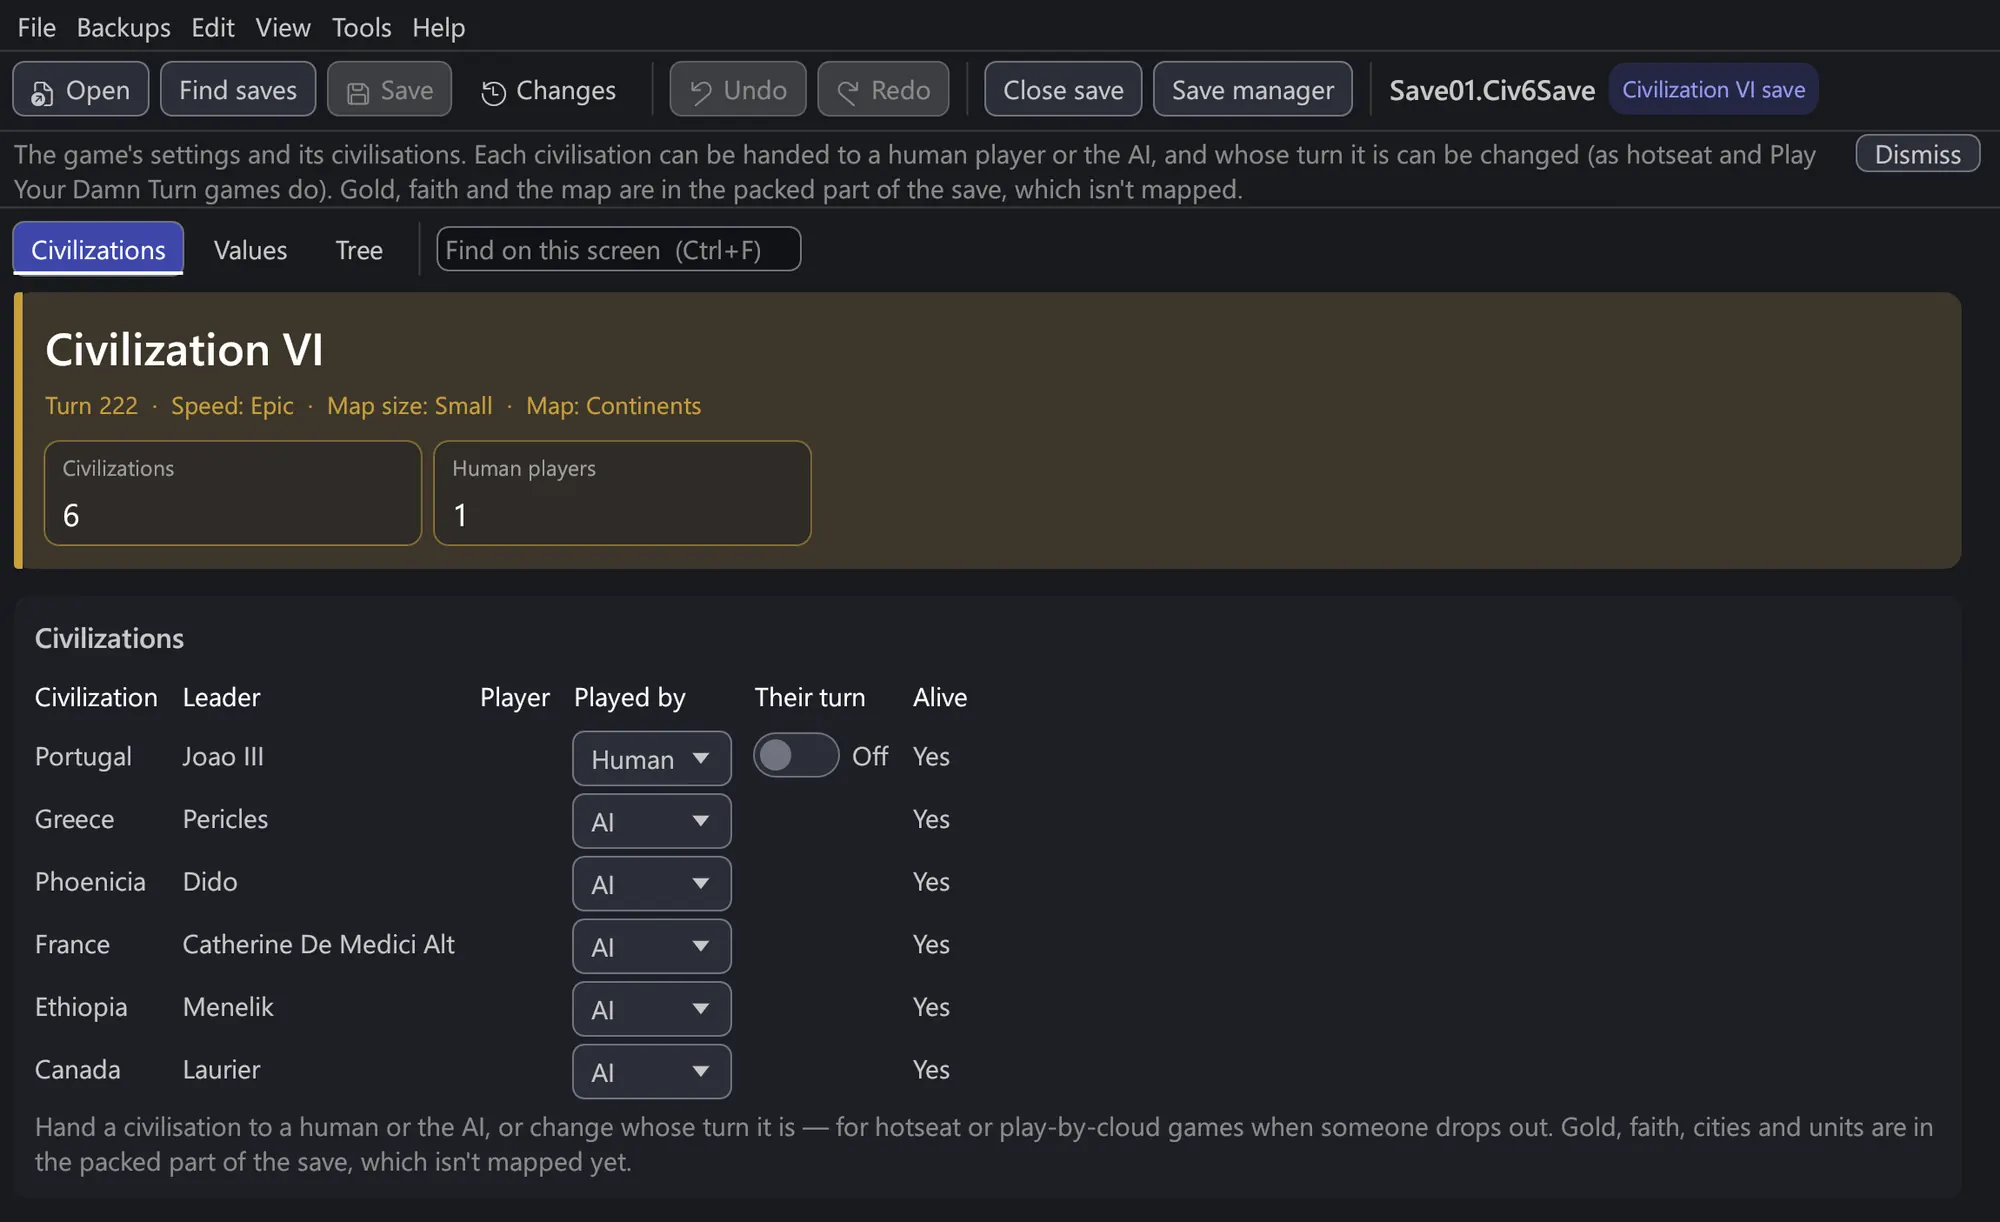 File Backups Edit View Tools Help
Open Find saves Save Changes Undo Redo Close save Save manager Save01.Civ6Save Civilization VI save
The game's settings and its civilisations. Each civilisation can be handed to a human player or the AI, and whose turn it is can be changed (as hotseat and Play
Your Damn Turn games do). Gold, faith and the map are in the packed part of the save, which isn't mapped.
Dismiss
Civilizations Values Tree Find on this screen (Ctrl+F)
Civilization VI
Turn 222 · Speed: Epic · Map size: Small · Map: Continents
Civilizations Human players
6 1
Civilizations
Civilization Leader Player Played by Their turn Alive
Portugal Joao III Human Off Yes
Greece Pericles AI Yes
Phoenicia Dido AI Yes
France Catherine De Medici Alt AI Yes
Ethiopia Menelik AI Yes
Canada Laurier AI Yes
Hand a civilisation to a human or the AI, or change whose turn it is — for hotseat or play-by-cloud games when someone drops out. Gold, faith, cities and units are in
the packed part of the save, which isn't mapped yet.